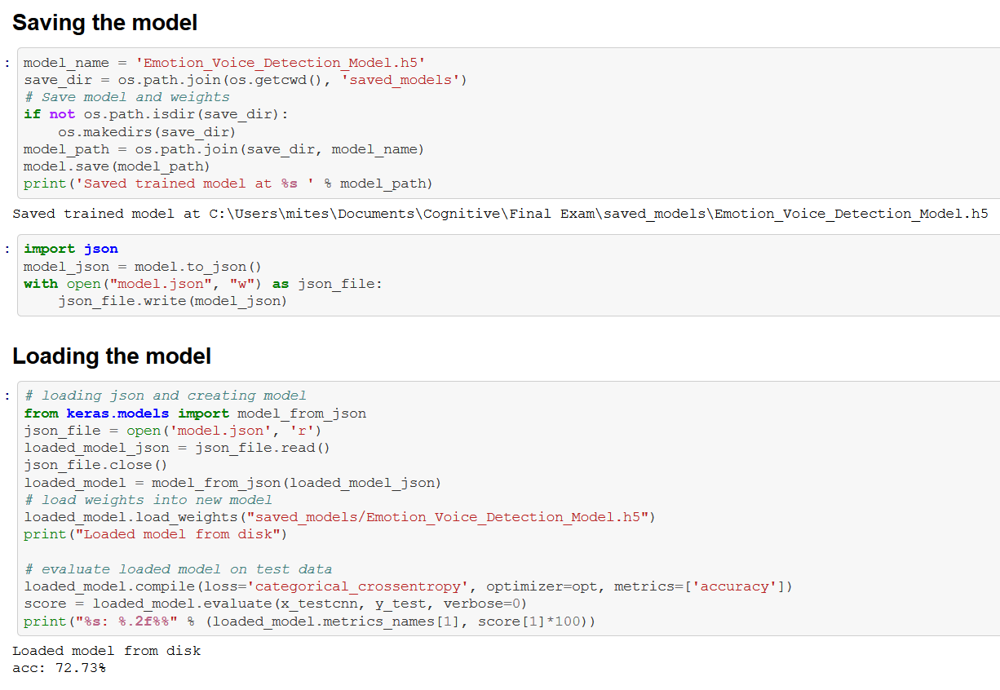 Saving the model
: model_name = 'Emotion_Voice_Detection_Model.h5'
save_dir = os.path.join(os.getcwd(), 'saved_models')
# Save model and weights
if not os.path.isdir(save_dir):
    os.makedirs(save_dir)
model_path = os.path.join(save_dir, model_name)
model.save(model_path)
print('Saved trained model at %s ' % model_path)
Saved trained model at C:\Users\mites\Documents\Cognitive\Final Exam\saved_models\Emotion_Voice_Detection_Model.h5
: import json
model_json = model.to_json()
with open("model.json", "w") as json_file:
    json_file.write(model_json)
Loading the model
: # loading json and creating model
from keras.models import model_from_json
json_file = open('model.json', 'r')
loaded_model_json = json_file.read()
json_file.close()
loaded_model = model_from_json(loaded_model_json)
# load weights into new model
loaded_model.load_weights("saved_models/Emotion_Voice_Detection_Model.h5")
print("Loaded model from disk")
# evaluate loaded model on test data
loaded_model.compile(loss='categorical_crossentropy', optimizer=opt, metrics=['accuracy'])
score = loaded_model.evaluate(x_testcnn, y_test, verbose=0)
print("%s: %.2f%%" % (loaded_model.metrics_names[1], score[1]*100))
Loaded model from disk
acc: 72.73%